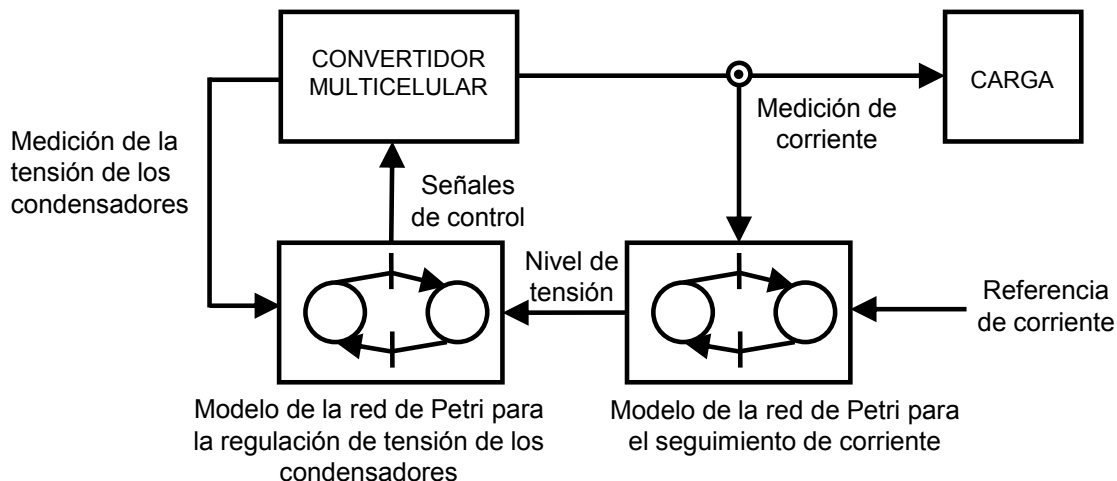 CONVERTIDOR
MULTICELULAR
CARGA
Medición de
corriente
Medición de la
tensión de los
condensadores
Señales
de control
Nivel de
tensión
Referencia
de corriente
Modelo de la red de Petri para
la regulación de tensión de los
condensadores
Modelo de la red de Petri para
el seguimiento de corriente